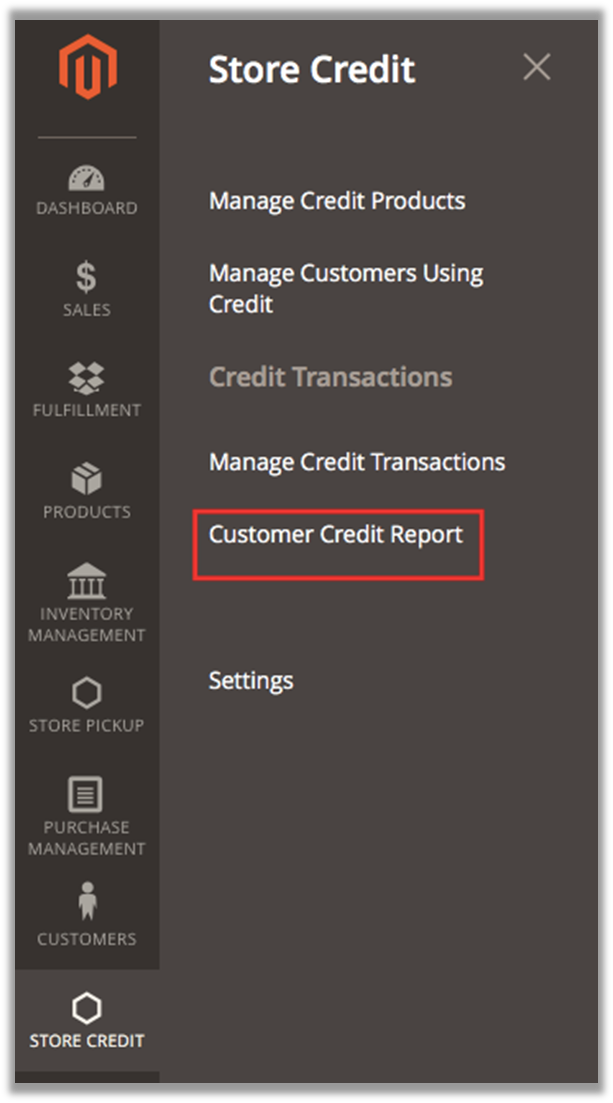 Store Credit
Manage Credit Products
Manage Customers Using
Credit
Credit Transactions
Manage Credit Transactions
Customer Credit Report
Settings
DASHBOARD
$
SALES
FULFILLMENT
PRODUCTS
INVENTORY
MANAGEMENT
STORE PICKUP
PURCHASE
MANAGEMENT
CUSTOMERS
STORE CREDIT